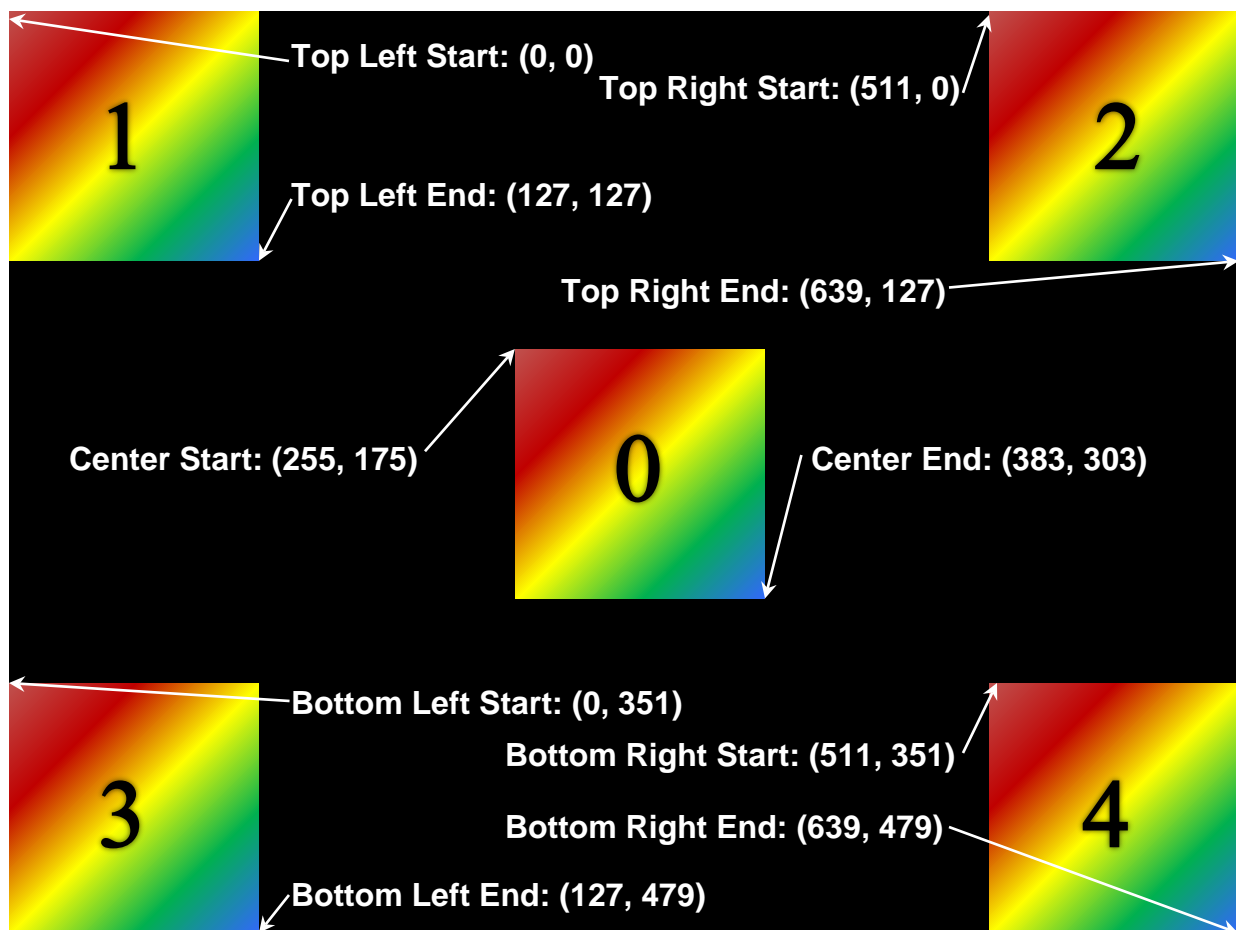 Top Left Start: (0, 0)
Top Right Start: (511, 0)
1
2
Top Left End: (127, 127)
Top Right End: (639, 127)
Center Start: (255, 175)
0
Center End: (383, 303)
Bottom Left Start: (0, 351)
Bottom Right Start: (511, 351)
3
4
Bottom Right End: (639, 479)
Bottom Left End: (127, 479)